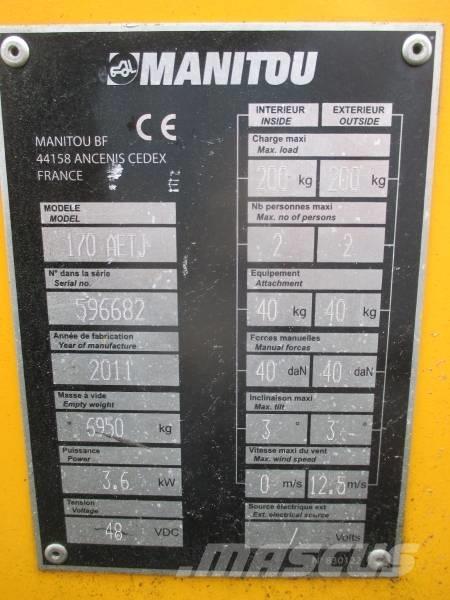 MANITOU
MANITOU BF
44158 ANCENIS CEDEX
FRANCE
CE
MODELE
MODEL
170 AETJ
N° dans la série
Serial no.
596682
Année de fabrication
Year of manufacture
2011
Masse à vide
Empty weight
6950 kg
Puissance
Power
3.6 kW
Tension
Voltage
48 VDC
INTERIEUR EXTERIEUR
INSIDE OUTSIDE
Charge maxi
Max. load
200 kg 200 kg
Nb personnes maxi
Max. no of persons
2 2
Equipement
Attachment
40 kg 40 kg
Forces manuelles
Manual forcas
40 daN 40 daN
Inclinaison maxi
Max. tilt
3 ° 3 °
Vitesse maxi du vent
Max. wind speed
0 m/s 12.5 m/s
Source électrique ext
Ext. electrical source
/ Volts
MASCUS